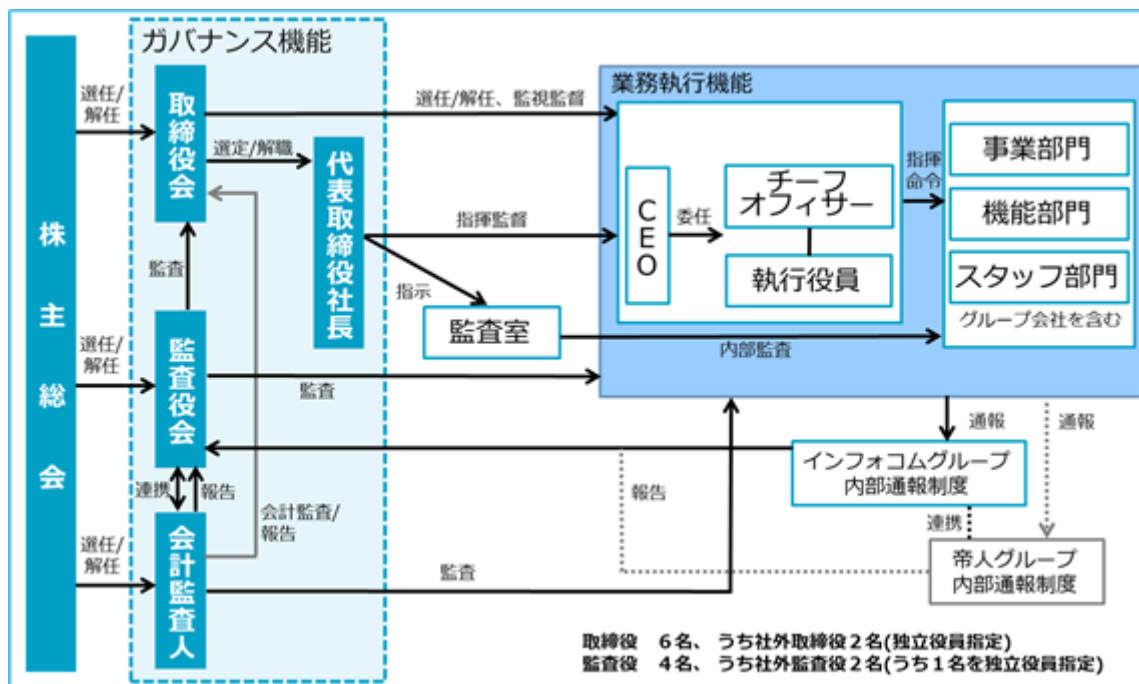 ガバナンス機能
株主総会
選任/
解任
取締役会
選任/解任、監視監督
選定/解職
代表取締役社長
指揮監督
指示
監査室
内部監査
監査
選任/
解任
監査役会
監査
連携
報告
会計監査/
報告
選任/
解任
会計監査人
監査
業務執行機能
CEO
委任
チーフ
オフィサー
執行役員
指揮
命令
事業部門
機能部門
スタッフ部門
グループ会社を含む
通報
通報
インフォコムグループ
内部通報制度
報告
連携
帝人グループ
内部通報制度
取締役 6名、 うち社外取締役2名(独立役員指定)
監査役 4名、 うち社外監査役2名(うち1名を独立役員指定)